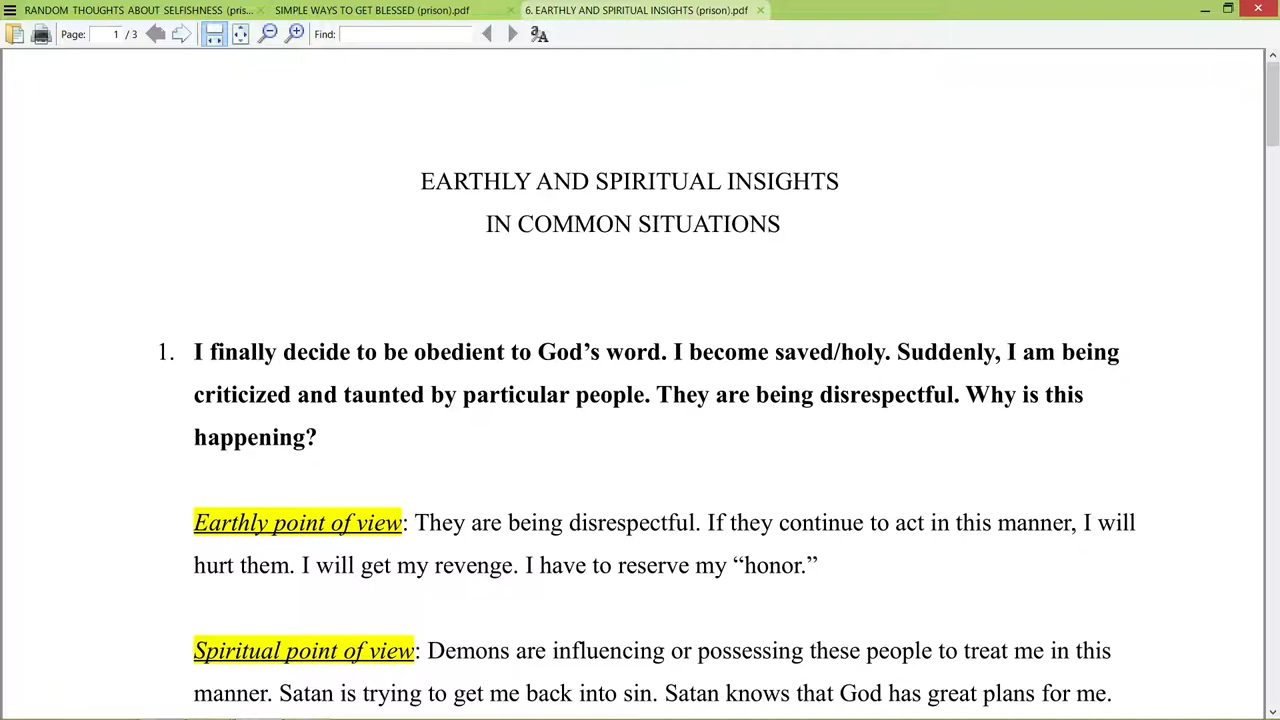 RANDOM THOUGHTS ABOUT SELFISHNESS (pris...
SIMPLE WAYS TO GET BLESSED (prison).pdf
6. EARTHLY AND SPIRITUAL INSIGHTS (prison).pdf
Page: 1 / 3
Find:
EARTHLY AND SPIRITUAL INSIGHTS
IN COMMON SITUATIONS
1. I finally decide to be obedient to God’s word. I become saved/holy. Suddenly, I am being
criticized and taunted by particular people. They are being disrespectful. Why is this
happening?
Earthly point of view: They are being disrespectful. If they continue to act in this manner, I will
hurt them. I will get my revenge. I have to reserve my “honor.”
Spiritual point of view: Demons are influencing or possessing these people to treat me in this
manner. Satan is trying to get me back into sin. Satan knows that God has great plans for me.